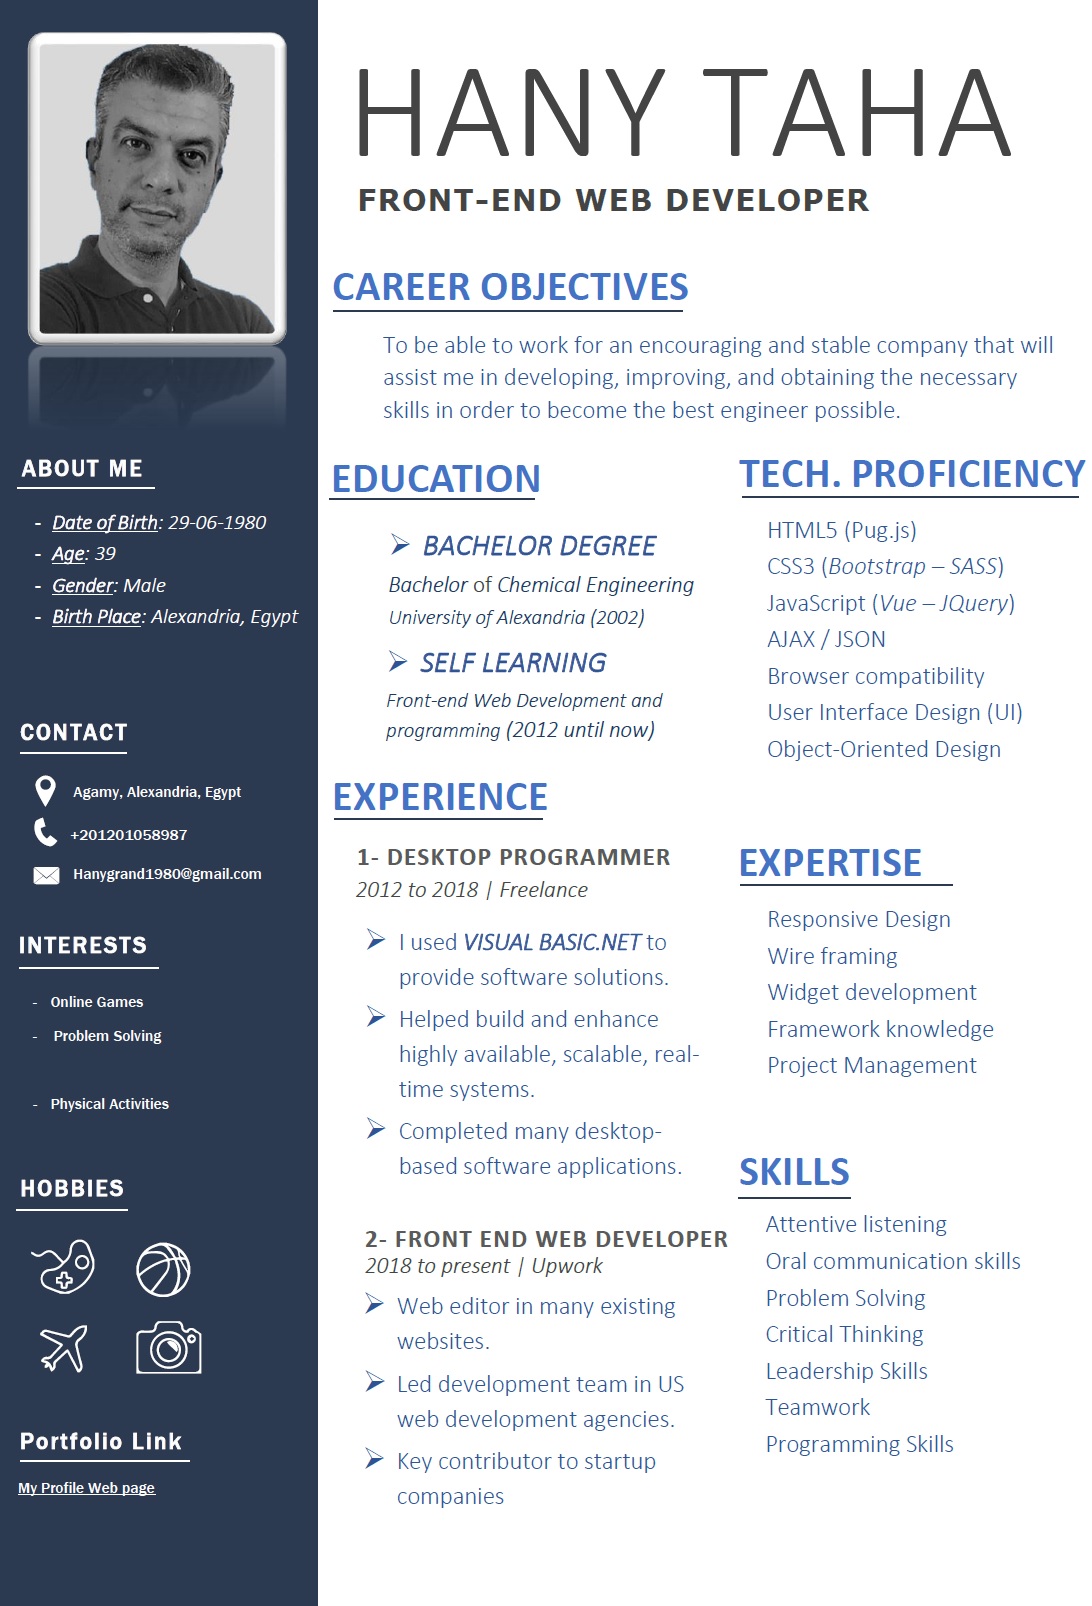 HANY TAHA
FRONT-END WEB DEVELOPER
ABOUT ME
- Date of Birth: 29-06-1980
- Age: 39
- Gender: Male
- Birth Place: Alexandria, Egypt
CONTACT
Agamy, Alexandria, Egypt
+201201058987
Hanygrand1980@gmail.com
INTERESTS
- Online Games
- Problem Solving
- Physical Activities
HOBBIES
Portfolio Link
My Profile Web page
CAREER OBJECTIVES
To be able to work for an encouraging and stable company that will
assist me in developing, improving, and obtaining the necessary
skills in order to become the best engineer possible.
EDUCATION
➢ BACHELOR DEGREE
Bachelor of Chemical Engineering
University of Alexandria (2002)
➢ SELF LEARNING
Front-end Web Development and
programming (2012 until now)
EXPERIENCE
1- DESKTOP PROGRAMMER
2012 to 2018 | Freelance
➢ I used VISUAL BASIC.NET to
provide software solutions.
➢ Helped build and enhance
highly available, scalable, real-
time systems.
➢ Completed many desktop-
based software applications.
2- FRONT END WEB DEVELOPER
2018 to present | Upwork
➢ Web editor in many existing
websites.
➢ Led development team in US
web development agencies.
➢ Key contributor to startup
companies
TECH. PROFICIENCY
HTML5 (Pug.js)
CSS3 (Bootstrap – SASS)
JavaScript (Vue – JQuery)
AJAX / JSON
Browser compatibility
User Interface Design (UI)
Object-Oriented Design
EXPERTISE
Responsive Design
Wire framing
Widget development
Framework knowledge
Project Management
SKILLS
Attentive listening
Oral communication skills
Problem Solving
Critical Thinking
Leadership Skills
Teamwork
Programming Skills